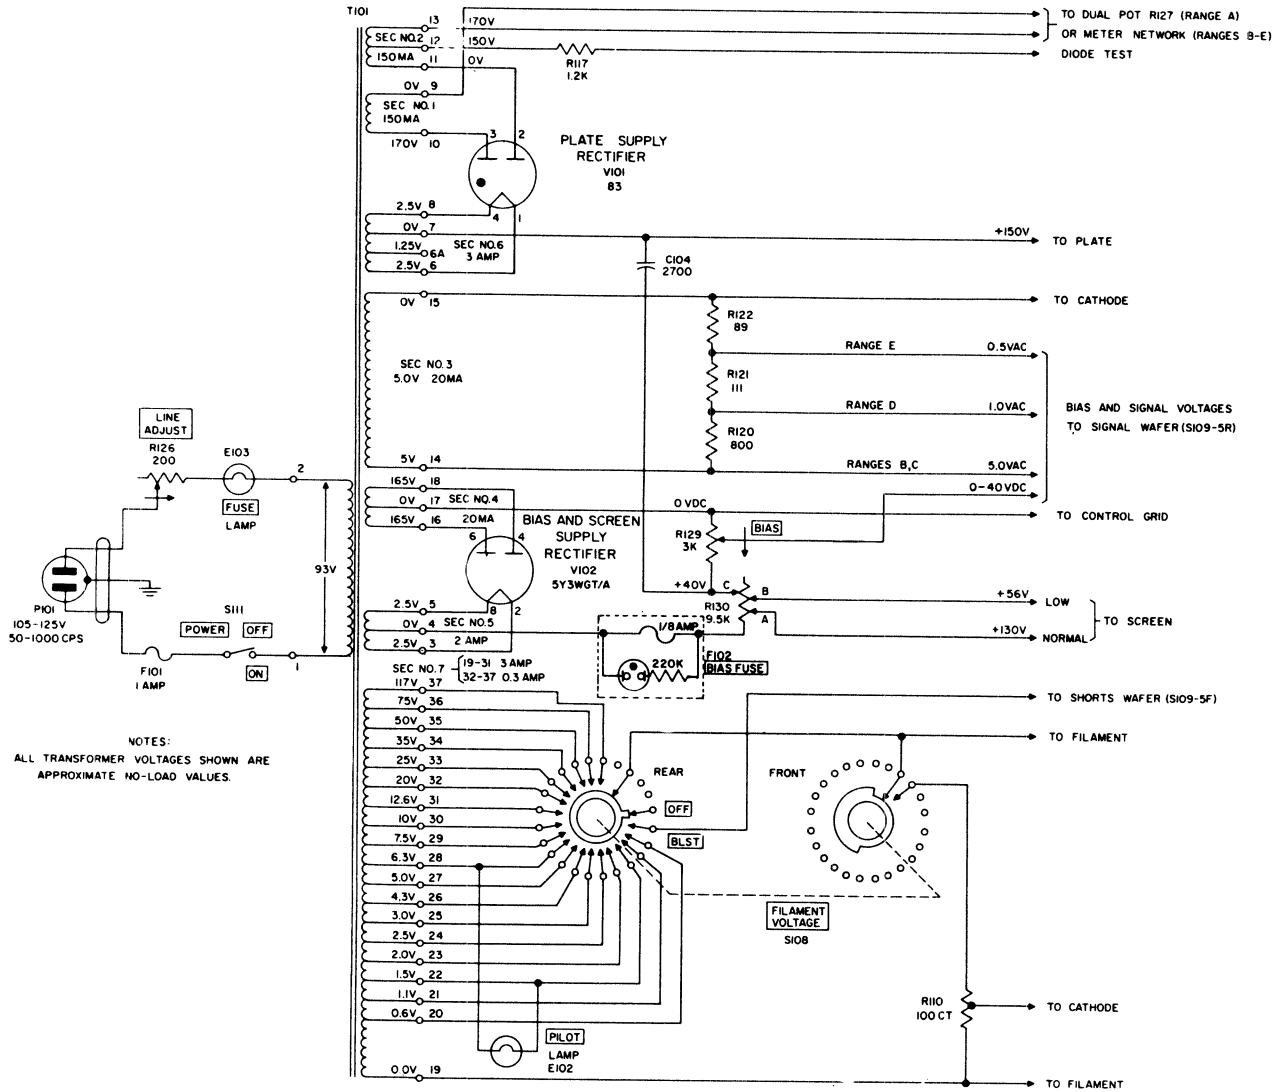 T101
13 170V
SEC NO.2 12 150V
150MA 11 0V
R117
1.2K
TO DUAL POT R127 (RANGE A)
OR METER NETWORK (RANGES B-E)
DIODE TEST
0V 9
SEC NO.1
150MA
170V 10
3 2
PLATE SUPPLY
RECTIFIER
V101
83
4 1
2.5V 8
0V 7
1.25V 6A
2.5V 6
SEC NO.6
3 AMP
C104
2700
+150V TO PLATE
0V 15
TO CATHODE
R122
89
RANGE E 0.5VAC
SEC NO.3
5.0V 20MA
R121
111
RANGE D 1.0VAC
BIAS AND SIGNAL VOLTAGES
TO SIGNAL WAFER (S109-5R)
R120
800
5V 14
RANGES B,C 5.0VAC
0-40VDC
LINE
ADJUST
R126
200
E103
FUSE
LAMP
2
93V
1
P101
105-125V
50-1000 CPS
F101
1 AMP
S111
POWER OFF
ON
165V 18
0V 17 SEC NO.4
165V 16 20MA
6 4
BIAS AND SCREEN
SUPPLY
RECTIFIER
V102
5Y3WGT/A
8 2
0VDC
TO CONTROL GRID
R129
3K
BIAS
+40V C B
R130
9.5K A
+56V LOW
+130V NORMAL
TO SCREEN
2.5V 5
0V 4 SEC NO.5
2.5V 3 2 AMP
1/8AMP
220K
F102
BIAS FUSE
SEC NO.7
19-31 3 AMP
32-37 0.3 AMP
TO SHORTS WAFER (S109-5F)
TO FILAMENT
NOTES:
ALL TRANSFORMER VOLTAGES SHOWN ARE
APPROXIMATE NO-LOAD VALUES.
117V 37
75V 36
50V 35
35V 34
25V 33
20V 32
12.6V 31
10V 30
7.5V 29
6.3V 28
5.0V 27
4.3V 26
3.0V 25
2.5V 24
2.0V 23
1.5V 22
1.1V 21
0.6V 20
0.0V 19
REAR
OFF
BLST
FRONT
FILAMENT
VOLTAGE
S108
PILOT
LAMP
E102
R110
100 CT
TO CATHODE
TO FILAMENT